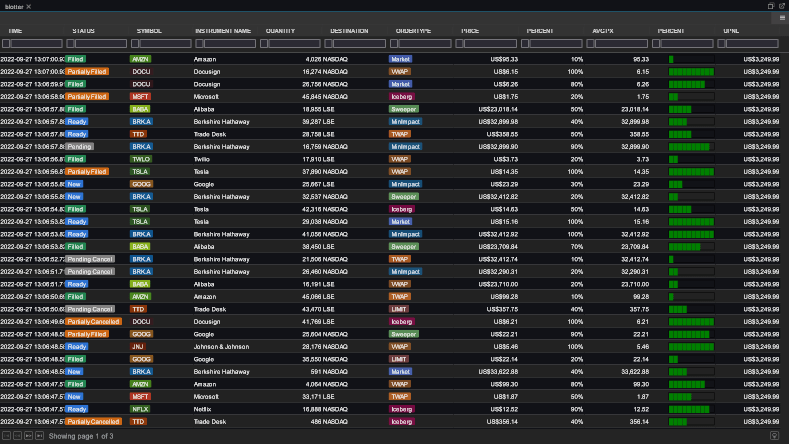 blotter
TIME STATUS SYMBOL INSTRUMENT NAME QUANTITY DESTINATION ORDERTYPE PRICE PERCENT AVGPX PERCENT UPNL
2022-09-27 13:07:00.93 Filled AMZN Amazon 4,026 NASDAQ Market US$95.33 10% 95.33 US$3,249.99
2022-09-27 13:07:00.93 Partially Filled DOCU Docusign 16,274 NASDAQ VWAP US$6.15 100% 6.15 US$3,249.99
2022-09-27 13:06:59.9 Filled DOCU Docusign 26,756 NASDAQ Market US$6.26 80% 6.26 US$3,249.99
2022-09-27 13:06:58.9 Partially Filled MSFT Microsoft 45,845 NASDAQ Iceberg US$1.75 20% 1.75 US$3,249.99
2022-09-27 13:06:57.8 Filled BABA Alibaba 18,955 LSE Sweeper US$23,018.14 50% 23,018.14 US$3,249.99
2022-09-27 13:06:57.8 Ready BRK.A Berkshire Hathaway 39,287 LSE MinImpact US$32,899.98 40% 32,899.98 US$3,249.99
2022-09-27 13:06:57.8 Ready TTD Trade Desk 28,758 LSE TWAP US$358.55 50% 358.55 US$3,249.99
2022-09-27 13:06:57.8 Pending BRK.A Berkshire Hathaway 16,759 NASDAQ MinImpact US$32,899.90 90% 32,899.90 US$3,249.99
2022-09-27 13:06:56.8 Filled TWLO Twilio 17,910 LSE VWAP US$3.73 20% 3.73 US$3,249.99
2022-09-27 13:06:56.8 Partially Filled TSLA Tesla 37,890 NASDAQ VWAP US$14.35 100% 14.35 US$3,249.99
2022-09-27 13:06:55.8 New GOOG Google 25,667 LSE MinImpact US$23.29 30% 23.29 US$3,249.99
2022-09-27 13:06:55.8 New BRK.A Berkshire Hathaway 32,537 NASDAQ Sweeper US$32,412.82 20% 32,412.82 US$3,249.99
2022-09-27 13:06:54.8 Filled TSLA Tesla 42,316 NASDAQ Iceberg US$14.63 50% 14.63 US$3,249.99
2022-09-27 13:06:53.8 Ready TSLA Tesla 29,038 NASDAQ Market US$15.16 100% 15.16 US$3,249.99
2022-09-27 13:06:53.8 Ready BRK.A Berkshire Hathaway 41,056 NASDAQ MinImpact US$32,412.92 100% 32,412.92 US$3,249.99
2022-09-27 13:06:53.8 Filled BABA Alibaba 38,450 LSE Sweeper US$23,709.84 70% 23,709.84 US$3,249.99
2022-09-27 13:06:52.7 Pending Cancel BRK.A Berkshire Hathaway 21,506 NASDAQ TWAP US$32,412.74 10% 32,412.74 US$3,249.99
2022-09-27 13:06:51.7 Pending Cancel BRK.A Berkshire Hathaway 26,460 NASDAQ MinImpact US$32,290.31 20% 32,290.31 US$3,249.99
2022-09-27 13:06:51.7 Ready BABA Alibaba 16,191 LSE VWAP US$23,710.00 20% 23,710.00 US$3,249.99
2022-09-27 13:06:50.6 Filled AMZN Amazon 45,066 LSE TWAP US$99.28 10% 99.28 US$3,249.99
2022-09-27 13:06:50.6 Pending Cancel TTD Trade Desk 43,470 LSE LIMIT US$357.75 40% 357.75 US$3,249.99
2022-09-27 13:06:49.6 Partially Cancelled DOCU Docusign 41,769 LSE Iceberg US$6.21 100% 6.21 US$3,249.99
2022-09-27 13:06:48.5 Partially Filled GOOG Google 25,804 NASDAQ Sweeper US$22.21 90% 22.21 US$3,249.99
2022-09-27 13:06:48.5 Ready JNJ Johnson & Johnson 28,176 NASDAQ VWAP US$5.46 100% 5.46 US$3,249.99
2022-09-27 13:06:48.5 Filled GOOG Google 35,550 NASDAQ LIMIT US$22.14 20% 22.14 US$3,249.99
2022-09-27 13:06:48.5 New BRK.A Berkshire Hathaway 591 NASDAQ Market US$33,622.88 40% 33,622.88 US$3,249.99
2022-09-27 13:06:47.5 Filled AMZN Amazon 4,064 NASDAQ VWAP US$99.30 80% 99.30 US$3,249.99
2022-09-27 13:06:47.5 New MSFT Microsoft 33,171 LSE TWAP US$1.87 50% 1.87 US$3,249.99
2022-09-27 13:06:47.5 Ready NFLX Netflix 16,888 NASDAQ Iceberg US$12.52 90% 12.52 US$3,249.99
2022-09-27 13:06:47.5 Partially Cancelled TTD Trade Desk 486 NASDAQ Iceberg US$356.14 40% 356.14 US$3,249.99
Showing page 1 of 3